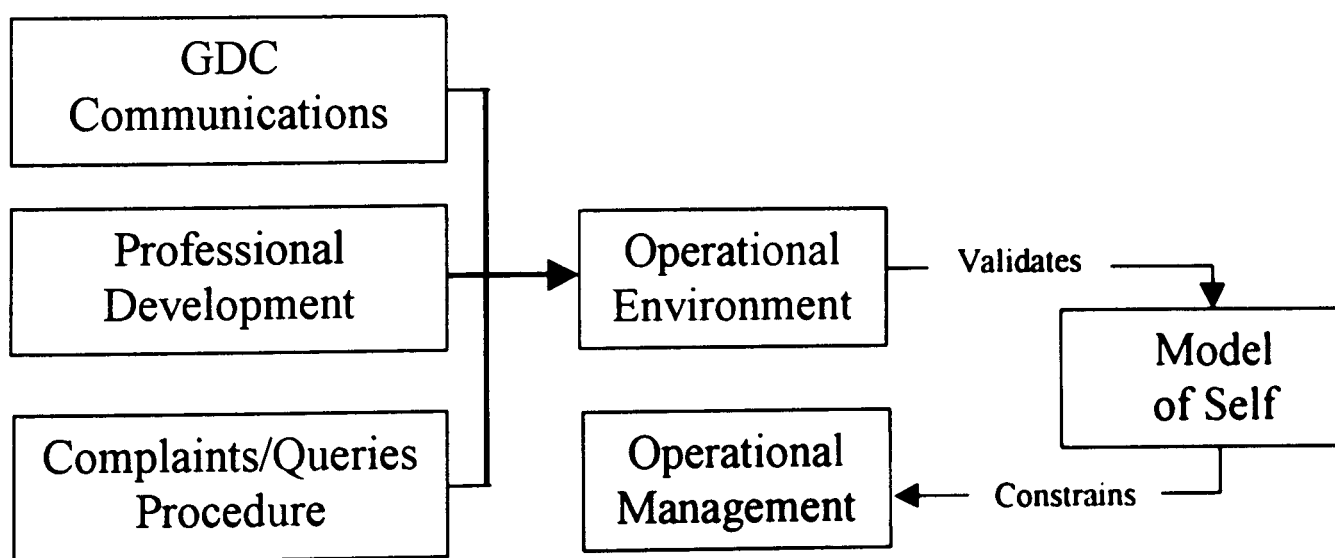 GDC
Communications
Professional
Development
Complaints/Queries
Procedure
Operational
Environment
Operational
Management
Validates
Model
of Self
Constrains